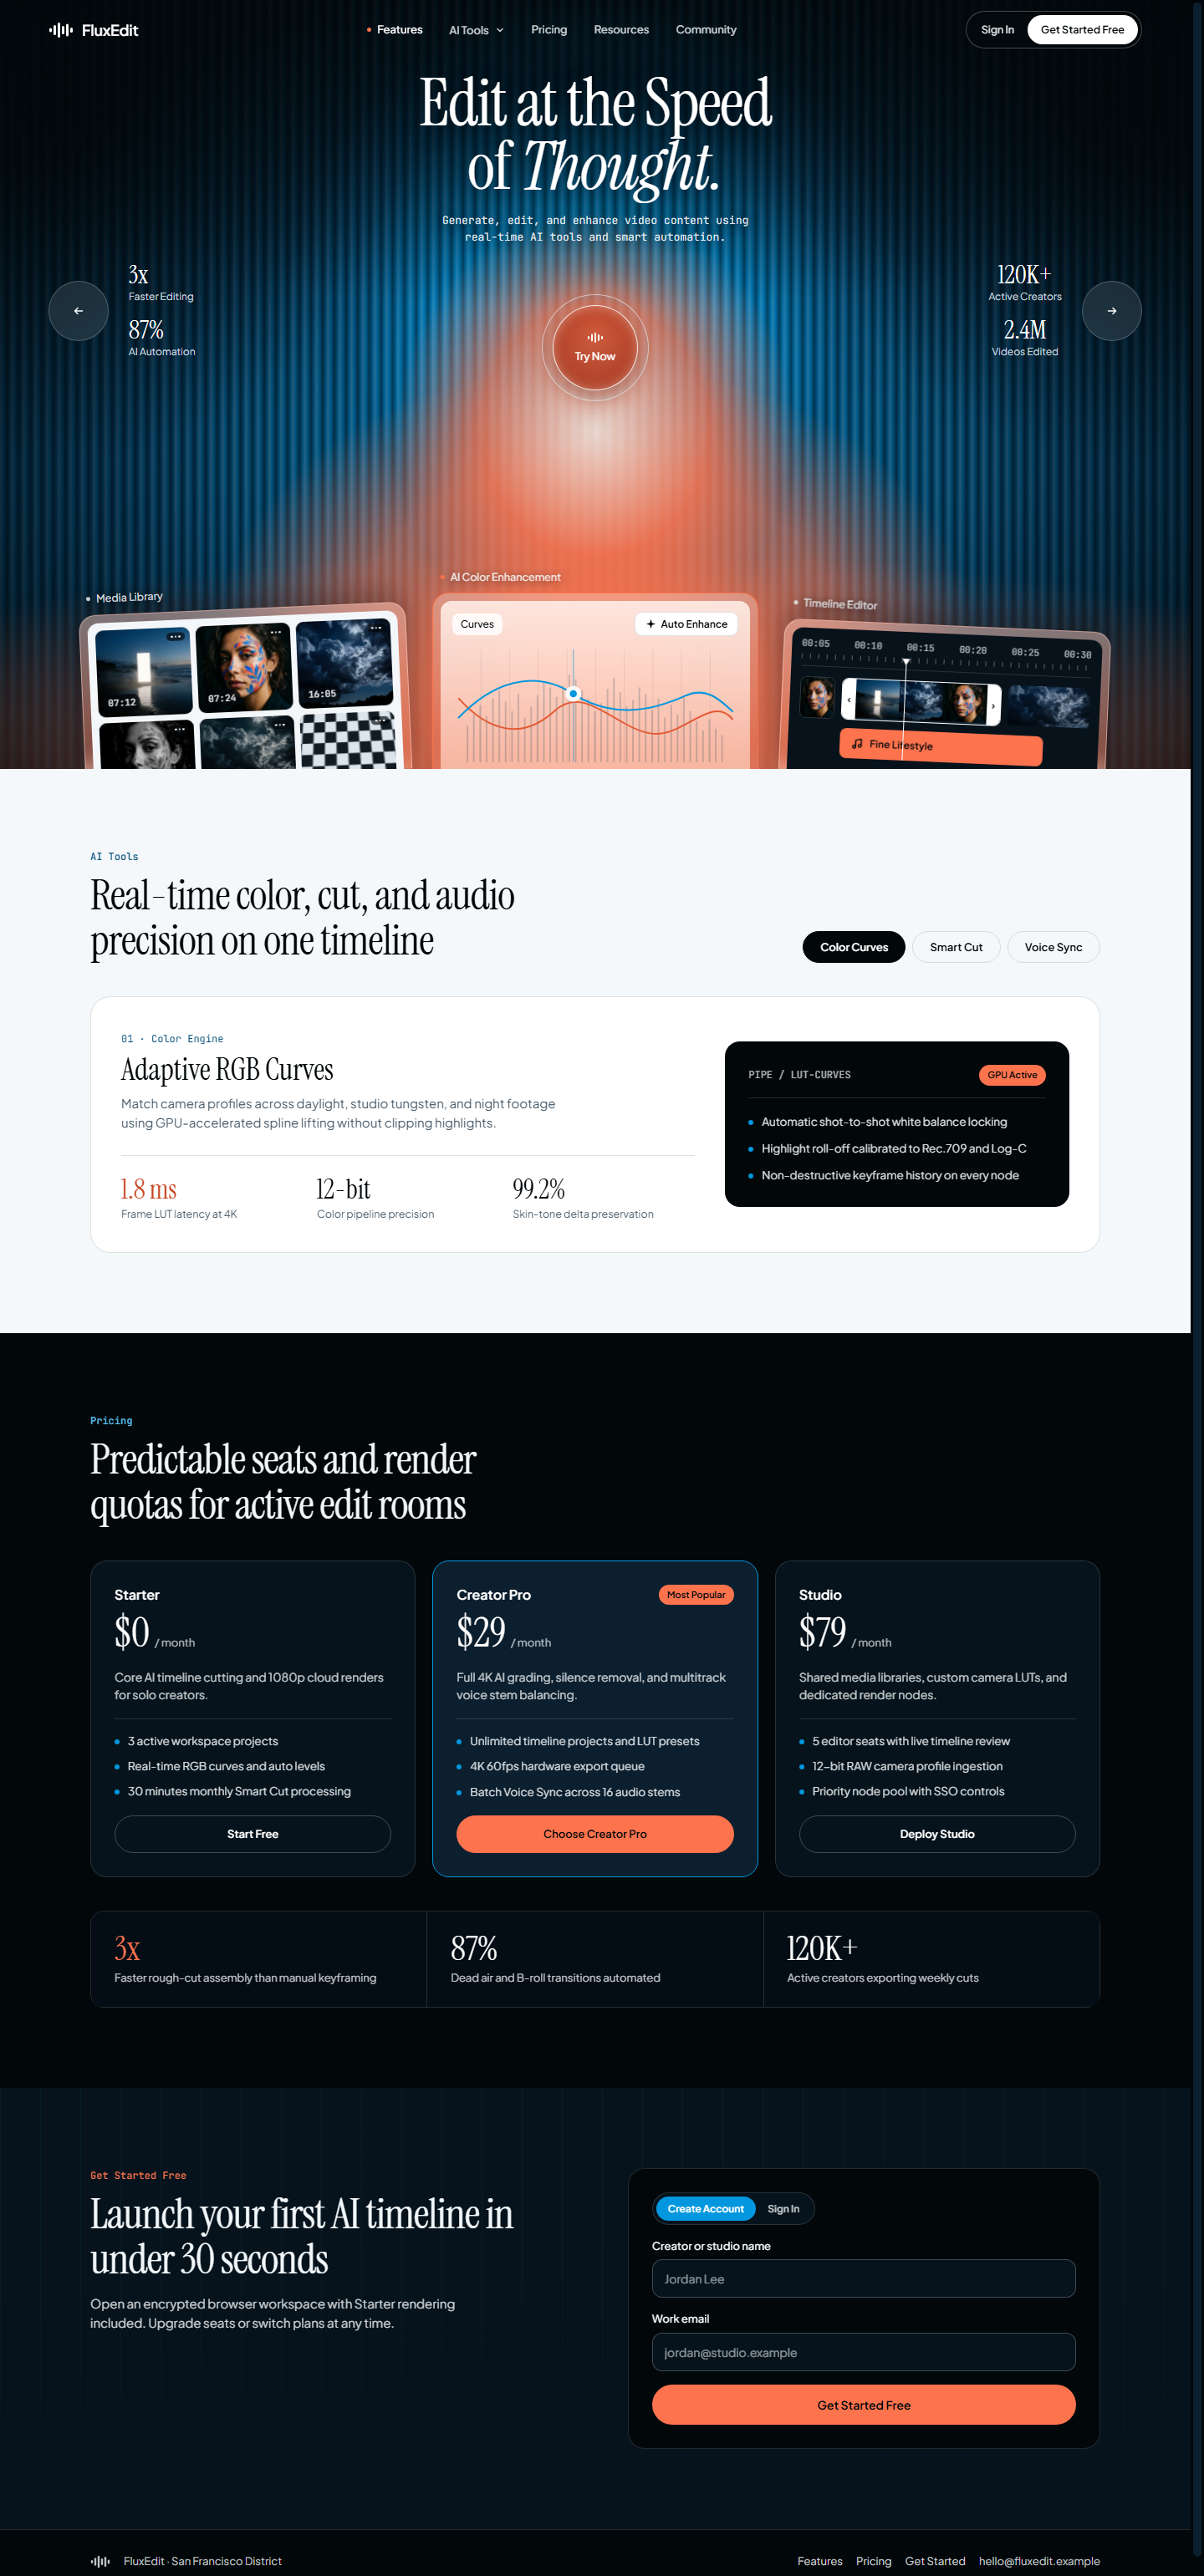 FluxEdit
Features
AI Tools
Pricing
Resources
Community
Sign In
Get Started Free
Edit at the Speed
of Thought.
Generate, edit, and enhance video content using
real-time AI tools and smart automation.
3x
Faster Editing
87%
AI Automation
120K+
Active Creators
2.4M
Videos Edited
Try Now
Media Library
07:12
07:24
16:05
AI Color Enhancement
Curves
Auto Enhance
Timeline Editor
00:05 00:10 00:15 00:20 00:25 00:30
Fine Lifestyle
AI Tools
Real-time color, cut, and audio
precision on one timeline
Color Curves
Smart Cut
Voice Sync
01 · Color Engine
Adaptive RGB Curves
Match camera profiles across daylight, studio tungsten, and night footage
using GPU-accelerated spline lifting without clipping highlights.
1.8 ms
Frame LUT latency at 4K
12-bit
Color pipeline precision
99.2%
Skin-tone delta preservation
PIPE / LUT-CURVES
GPU Active
Automatic shot-to-shot white balance locking
Highlight roll-off calibrated to Rec.709 and Log-C
Non-destructive keyframe history on every node
Pricing
Predictable seats and render
quotas for active edit rooms
Starter
$0 / month
Core AI timeline cutting and 1080p cloud renders
for solo creators.
3 active workspace projects
Real-time RGB curves and auto levels
30 minutes monthly Smart Cut processing
Start Free
Creator Pro
Most Popular
$29 / month
Full 4K AI grading, silence removal, and multitrack
voice stem balancing.
Unlimited timeline projects and LUT presets
4K 60fps hardware export queue
Batch Voice Sync across 16 audio stems
Choose Creator Pro
Studio
$79 / month
Shared media libraries, custom camera LUTs, and
dedicated render nodes.
5 editor seats with live timeline review
12-bit RAW camera profile ingestion
Priority node pool with SSO controls
Deploy Studio
3x
Faster rough-cut assembly than manual keyframing
87%
Dead air and B-roll transitions automated
120K+
Active creators exporting weekly cuts
Get Started Free
Launch your first AI timeline in
under 30 seconds
Open an encrypted browser workspace with Starter rendering
included. Upgrade seats or switch plans at any time.
Create Account
Sign In
Creator or studio name
Jordan Lee
Work email
jordan@studio.example
Get Started Free
FluxEdit · San Francisco District
Features
Pricing
Get Started
hello@fluxedit.example